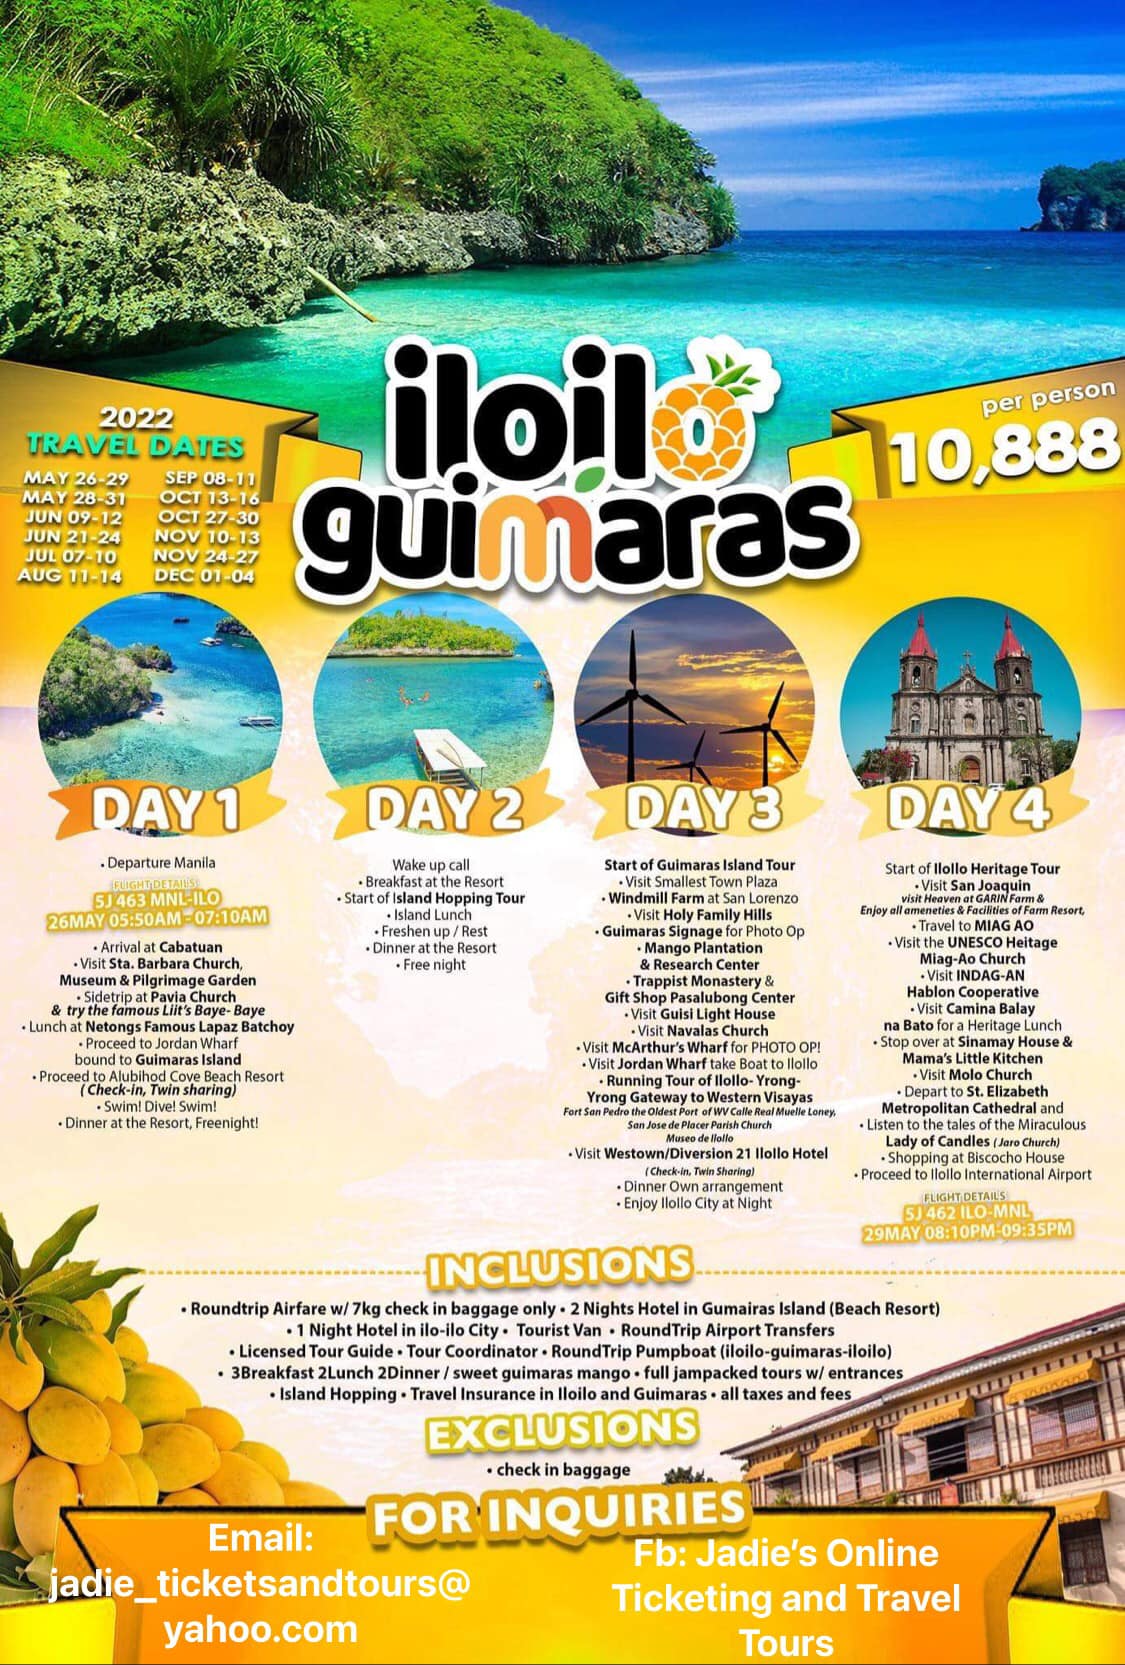 iloilo
guimaras
2022
TRAVEL DATES
MAY 26-29
MAY 28-31
JUN 09-12
JUN 21-24
JUL 07-10
AUG 11-14
SEP 08-11
OCT 13-16
OCT 27-30
NOV 10-13
NOV 24-27
DEC 01-04
per person
10,888
DAY 1
• Departure Manila
FLIGHT DETAILS
5J 463 MNL-ILO
26MAY 05:50AM - 07:10AM
• Arrival at Cabatuan
• Visit Sta. Barbara Church,
Museum & Pilgrimage Garden
• Sidetrip at Pavia Church
& try the famous Liit's Baye- Baye
• Lunch at Netongs Famous Lapaz Batchoy
• Proceed to Jordan Wharf
bound to Guimaras Island
• Proceed to Alubihod Cove Beach Resort
( Check-in, Twin sharing)
• Swim! Dive! Swim!
• Dinner at the Resort, Freenight!
DAY 2
Wake up call
• Breakfast at the Resort
• Start of Island Hopping Tour
• Island Lunch
• Freshen up / Rest
• Dinner at the Resort
• Free night
DAY 3
Start of Guimaras Island Tour
• Visit Smallest Town Plaza
• Windmill Farm at San Lorenzo
• Visit Holy Family Hills
• Guimaras Signage for Photo Op
• Mango Plantation
& Research Center
• Trappist Monastery &
Gift Shop Pasalubong Center
• Visit Guisi Light House
• Visit Navalas Church
• Visit McArthur's Wharf for PHOTO OP!
• Visit Jordan Wharf take Boat to Ilollo
• Running Tour of Ilollo- Yrong-
Yrong Gateway to Western Visayas
Fort San Pedro the Oldest Port of WV Calle Real Muelle Loney,
San Jose de Placer Parish Church
Museo de Ilollo
• Visit Westown/Diversion 21 Ilollo Hotel
( Check-in, Twin Sharing)
• Dinner Own arrangement
• Enjoy Ilollo City at Night
DAY 4
Start of Ilollo Heritage Tour
• Visit San Joaquin
visit Heaven at GARIN Farm &
Enjoy all ameneties & Facilities of Farm Resort,
• Travel to MIAG AO
• Visit the UNESCO Heitage
Miag-Ao Church
• Visit INDAG-AN
Hablon Cooperative
• Visit Camina Balay
na Bato for a Heritage Lunch
• Stop over at Sinamay House &
Mama's Little Kitchen
• Visit Molo Church
• Depart to St. Elizabeth
Metropolitan Cathedral and
• Listen to the tales of the Miraculous
Lady of Candles (Jaro Church)
• Shopping at Biscocho House
• Proceed to Ilollo International Airport
FLIGHT DETAILS
5J 462 ILO-MNL
29MAY 08:10PM-09:35PM
INCLUSIONS
• Roundtrip Airfare w/ 7kg check in baggage only • 2 Nights Hotel in Gumairas Island (Beach Resort)
• 1 Night Hotel in ilo-ilo City • Tourist Van • RoundTrip Airport Transfers
• Licensed Tour Guide • Tour Coordinator • RoundTrip Pumpboat (iloilo-guimaras-iloilo)
• 3Breakfast 2Lunch 2Dinner / sweet guimaras mango • full jampacked tours w/ entrances
• Island Hopping • Travel Insurance in Iloilo and Guimaras • all taxes and fees
EXCLUSIONS
• check in baggage
FOR INQUIRIES
Email:
jadie_ticketsandtours@
yahoo.com
Fb: Jadie's Online
Ticketing and Travel
Tours